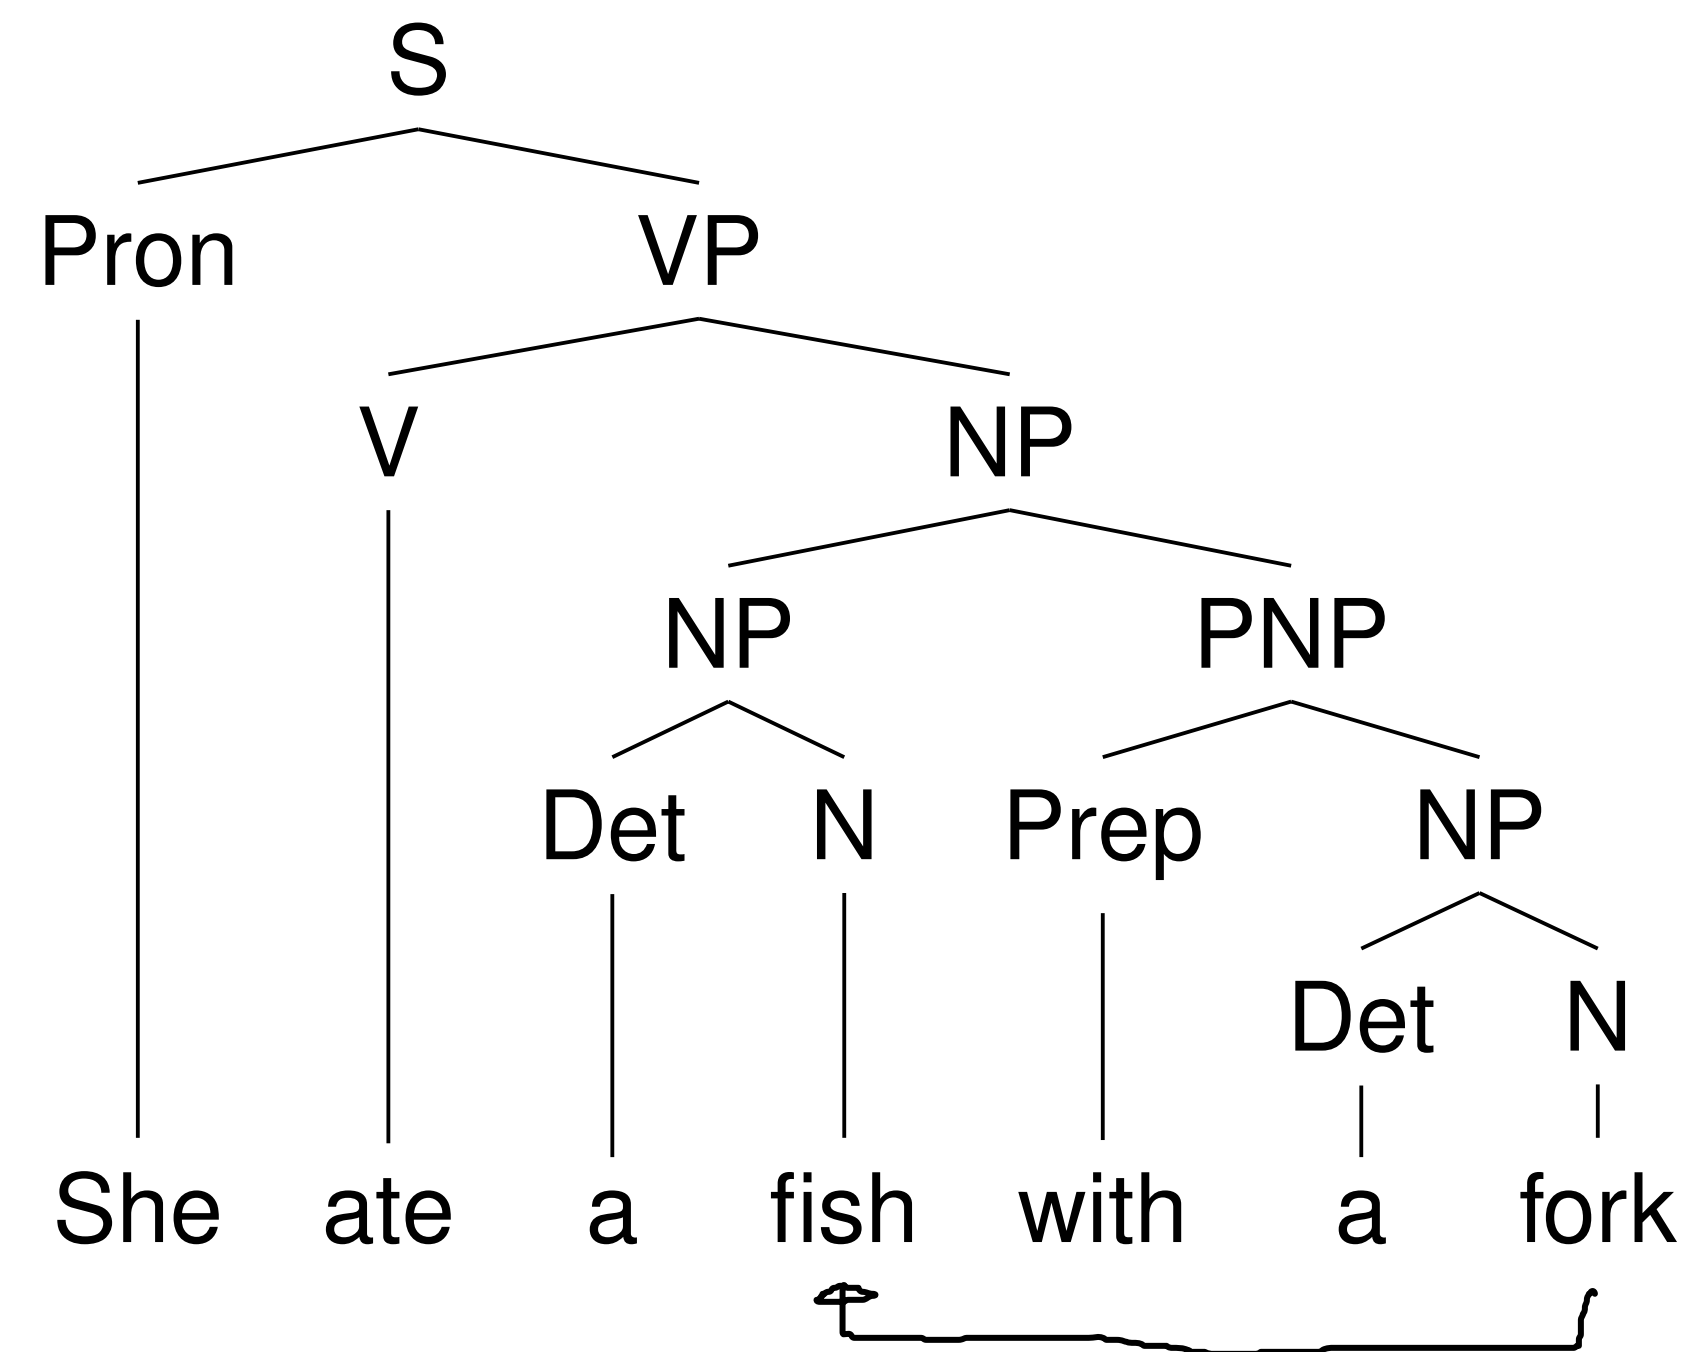 S
Pron VP
V NP
NP PNP
Det N Prep NP
Det N
She ate a fish with a fork